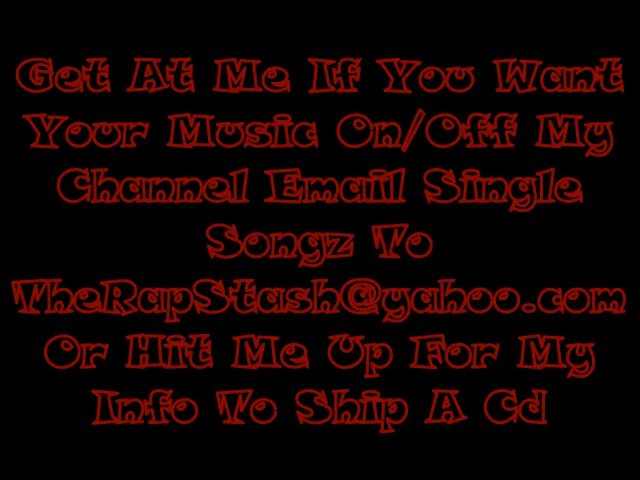 Get At Me If You Want
Your Music On/Off My
Channel Email Single
Songz To
TheRapStash@yahoo.com
Or Hit Me Up For My
Info To Ship A Cd